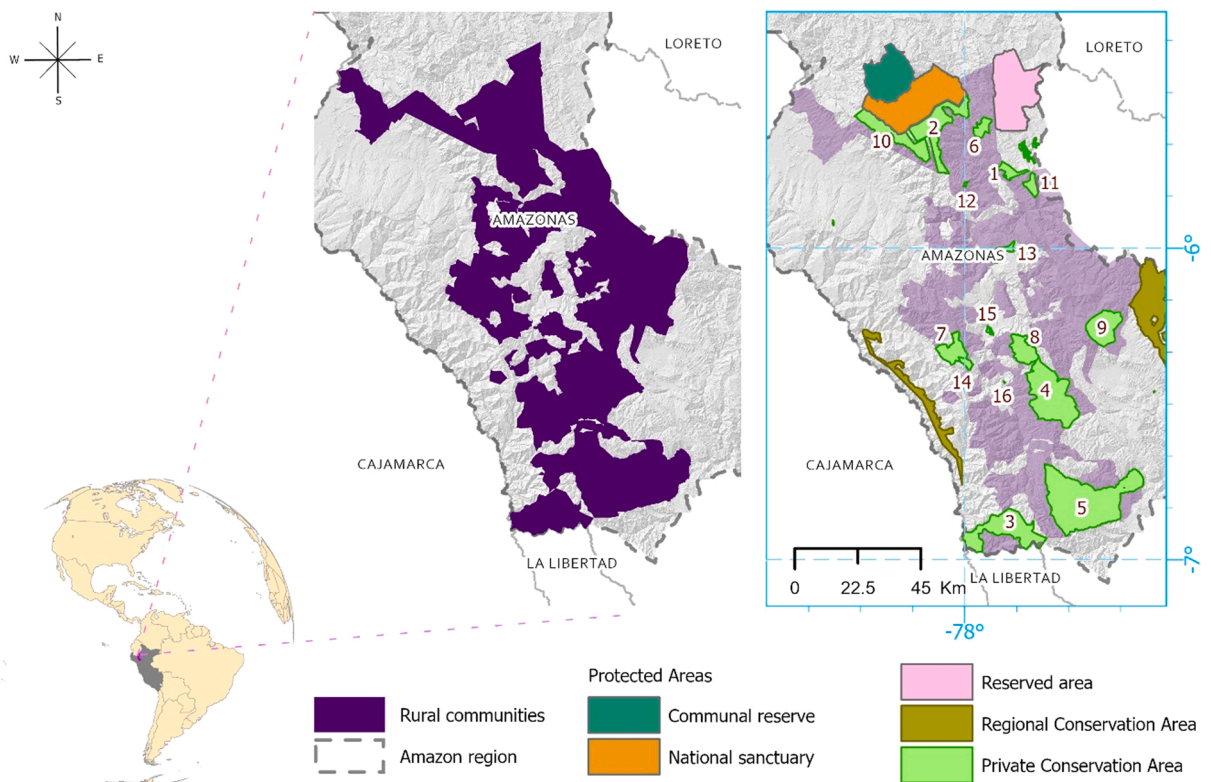 N
W
E
S
LORETO
AMAZONAS
CAJAMARCA
LA LIBERTAD
LORETO
2
10
6
1
11
12
13
AMAZONAS
-6°
15
7
8
9
14
16
4
CAJAMARCA
5
3
-7°
0 22.5 45 Km
LA LIBERTAD
-78°
Rural communities
Amazon region
Protected Areas
Communal reserve
National sanctuary
Reserved area
Regional Conservation Area
Private Conservation Area